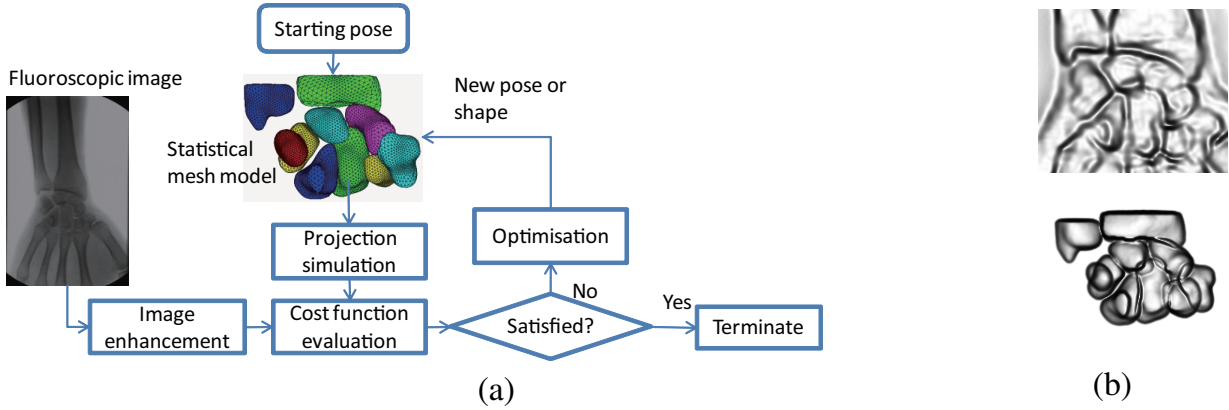 Starting pose
Fluoroscopic image
New pose or
shape
Statistical
mesh model
Projection
simulation
Optimisation
No
Yes
Image
enhancement
Cost function
evaluation
Satisfied?
Terminate
(a)
(b)